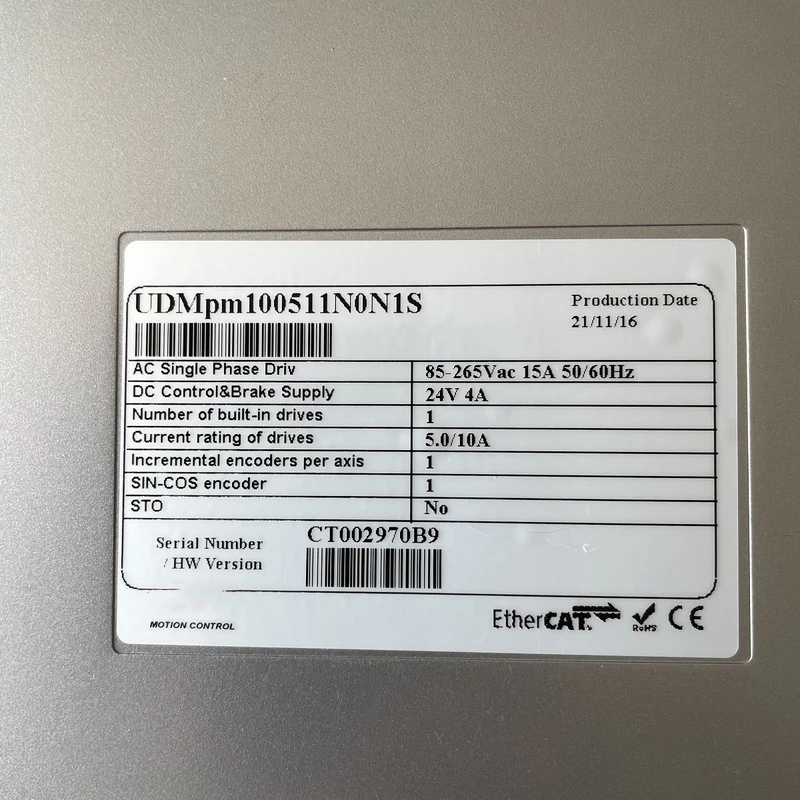 UDMpm100511N0N1S
Production Date
21/11/16
AC Single Phase Driv 85-265Vac 15A 50/60Hz
DC Control&Brake Supply 24V 4A
Number of built-in drives 1
Current rating of drives 5.0/10A
Incremental encoders per axis 1
SIN-COS encoder 1
STO No
Serial Number
/ HW Version
CT002970B9
MOTION CONTROL
EtherCAT
RoHS
CE